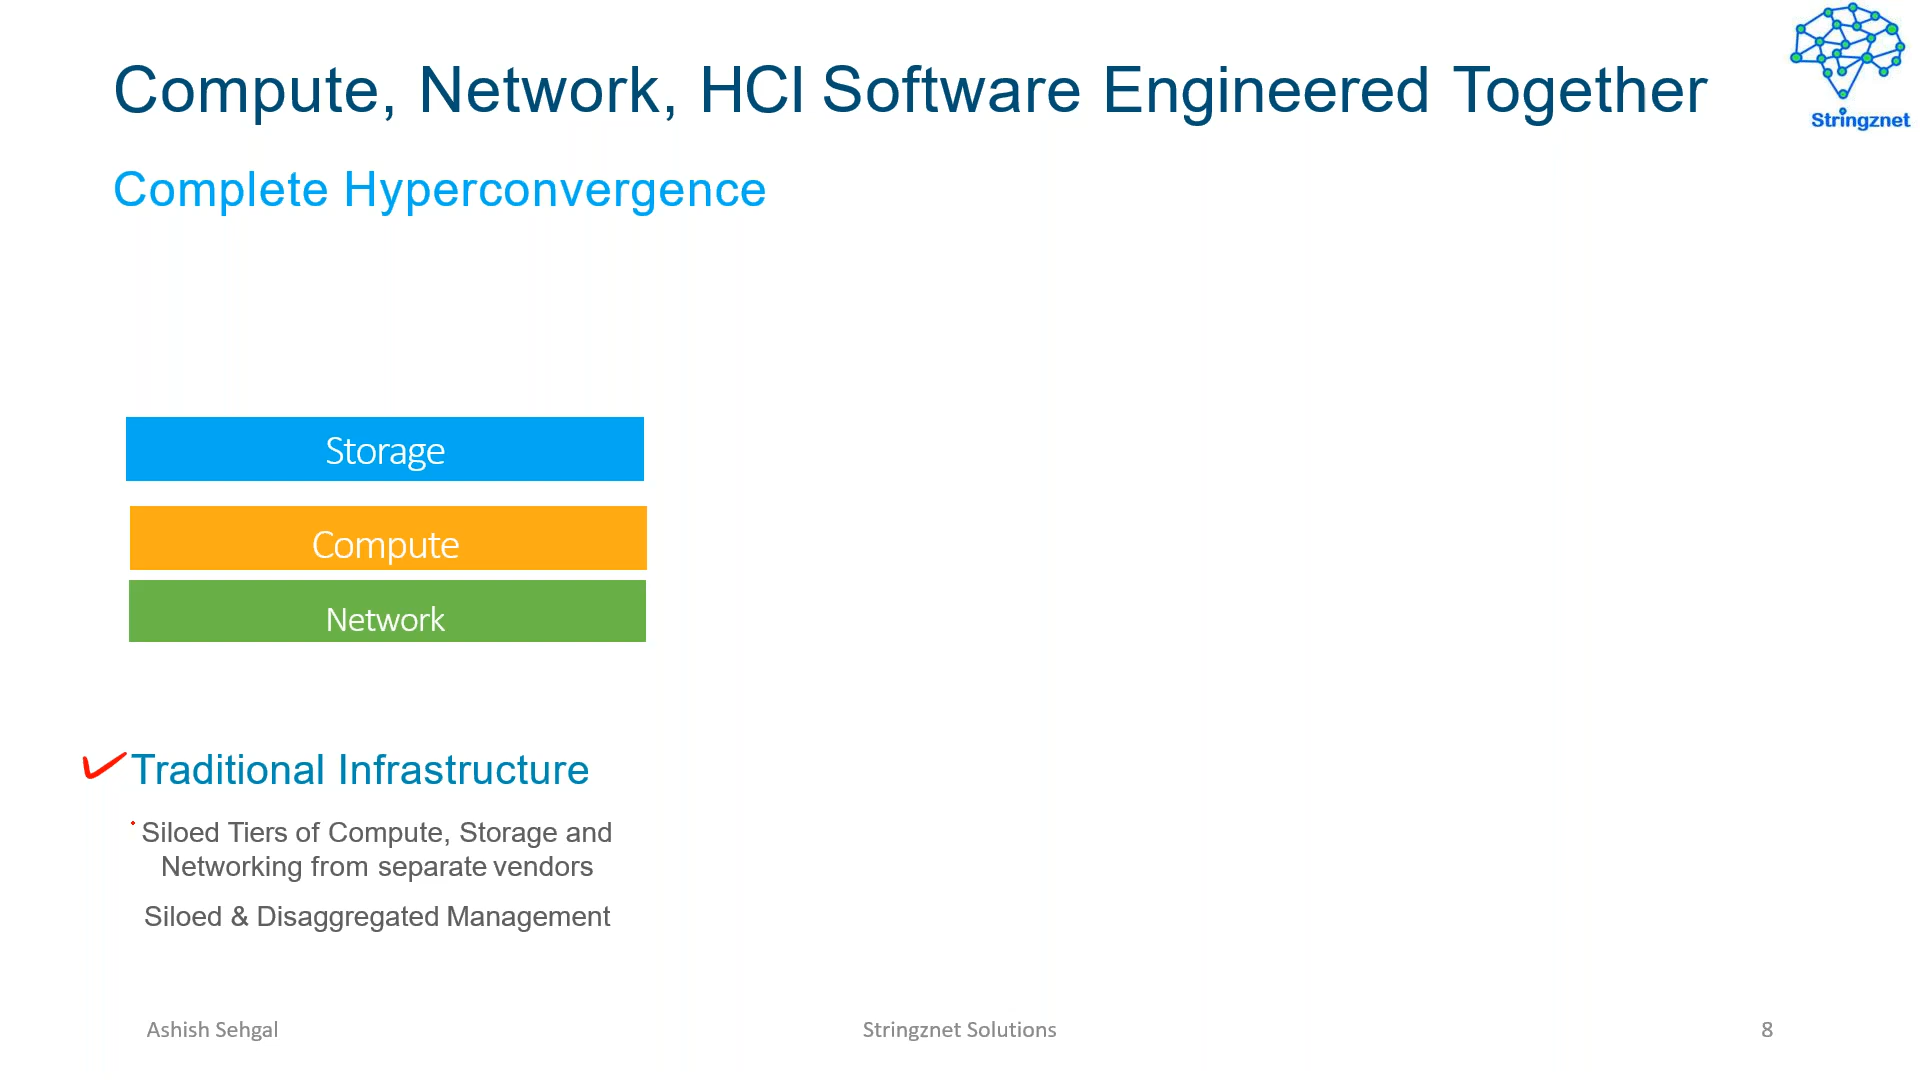 Compute, Network, HCI Software Engineered Together
Stringznet
Complete Hyperconvergence
Storage
Compute
Network
Traditional Infrastructure
Siloed Tiers of Compute, Storage and
Networking from separate vendors
Siloed & Disaggregated Management
Ashish Sehgal
Stringznet Solutions
8